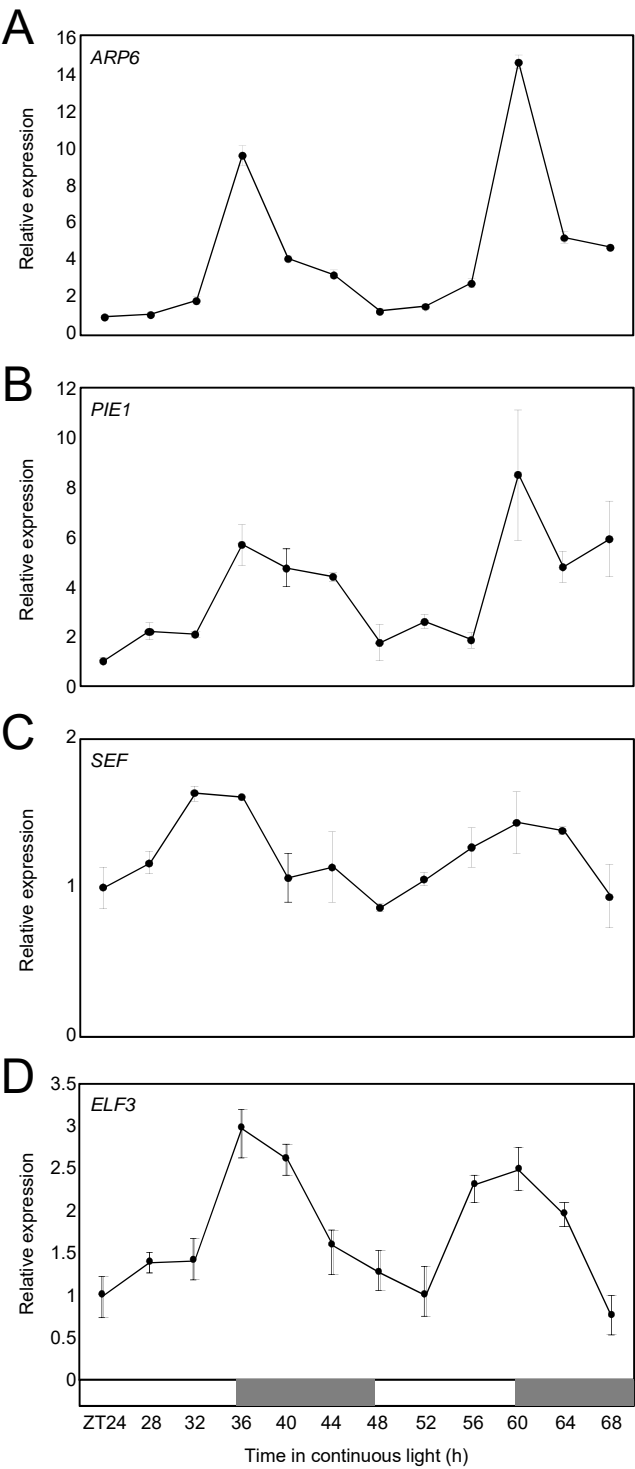 A
ARP6
Relative expression
16
14
12
10
8
6
4
2
0
B
PIE1
Relative expression
12
10
8
6
4
2
0
C
SEF
Relative expression
2
1
0
D
ELF3
Relative expression
3.5
3
2.5
2
1.5
1
0.5
0
ZT24 28 32 36 40 44 48 52 56 60 64 68
Time in continuous light (h)